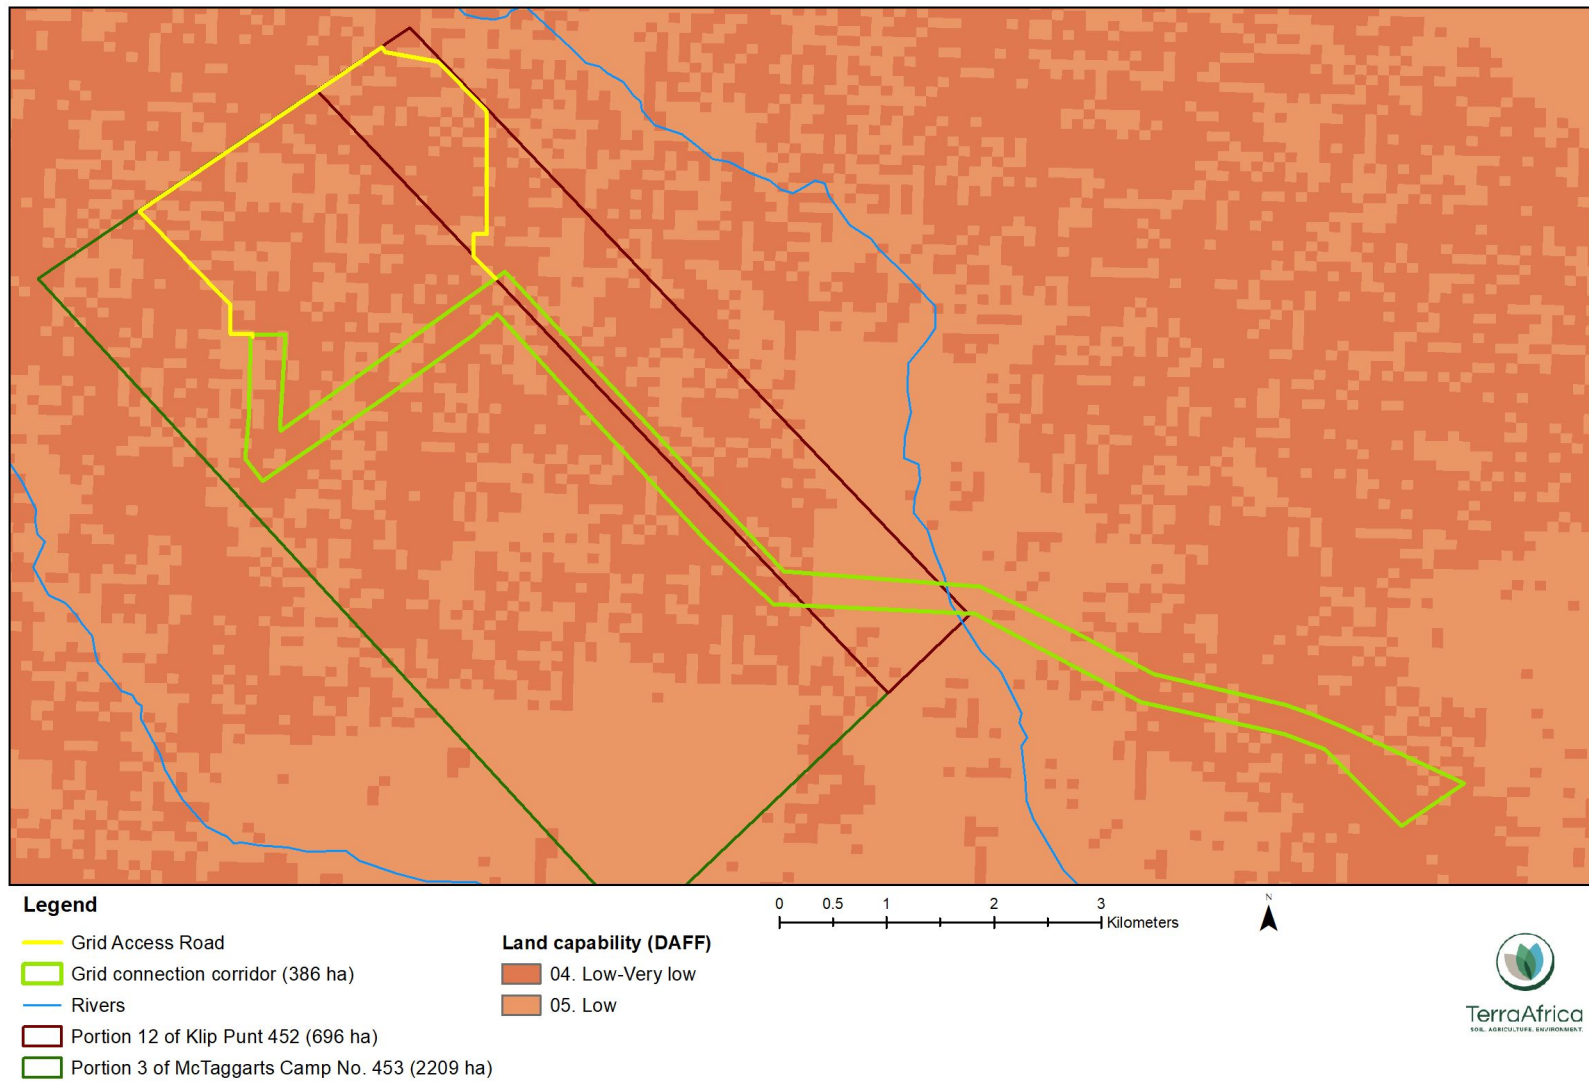 Legend
Grid Access Road
Grid connection corridor (386 ha)
Rivers
Portion 12 of Klip Punt 452 (696 ha)
Portion 3 of McTaggarts Camp No. 453 (2209 ha)
Land capability (DAFF)
04. Low-Very low
05. Low
0 0.5 1 2 3
Kilometers
N
TerraAfrica
SOIL. AGRICULTURE. ENVIRONMENT.